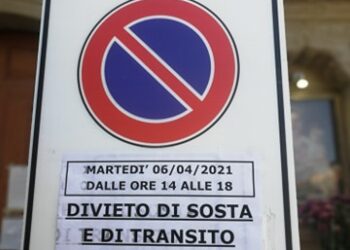 MARTEDI' 06/04/2021
DALLE ORE 14 ALLE 18
DIVIETO DI SOSTA
E DI TRANSITO